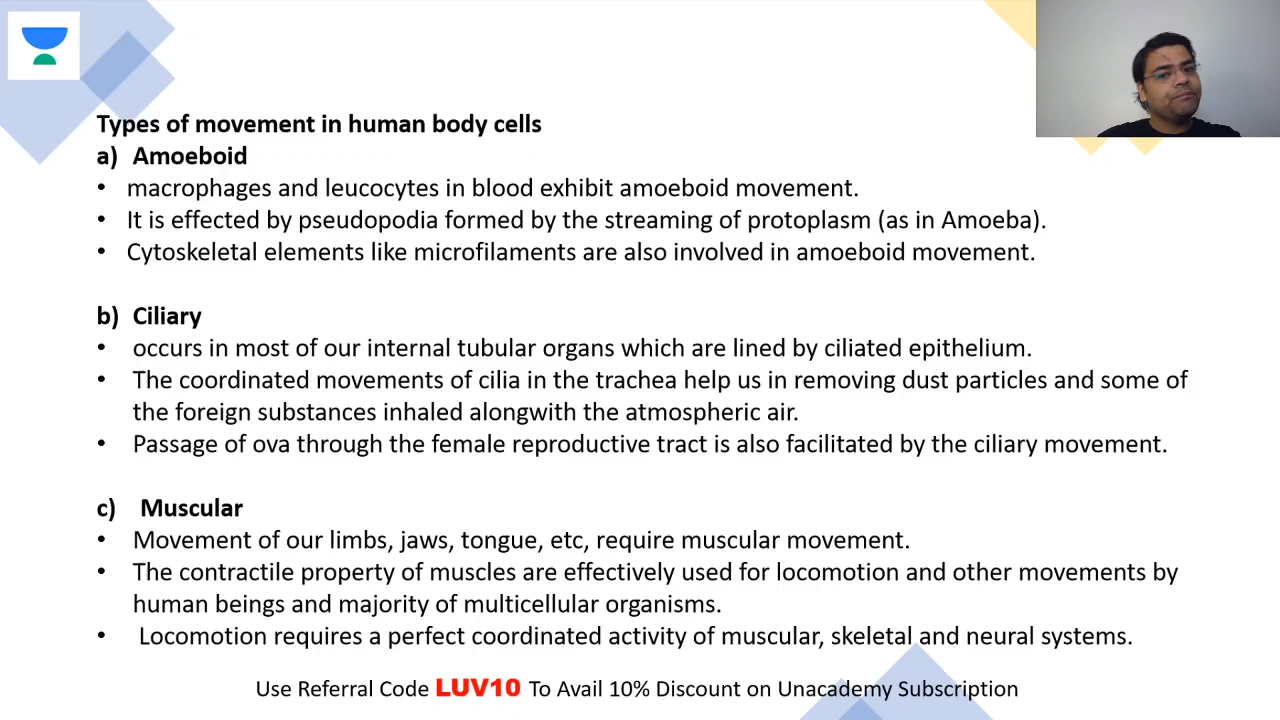 Types of movement in human body cells
a) Amoeboid
• macrophages and leucocytes in blood exhibit amoeboid movement.
• It is effected by pseudopodia formed by the streaming of protoplasm (as in Amoeba).
• Cytoskeletal elements like microfilaments are also involved in amoeboid movement.
b) Ciliary
• occurs in most of our internal tubular organs which are lined by ciliated epithelium.
• The coordinated movements of cilia in the trachea help us in removing dust particles and some of
the foreign substances inhaled alongwith the atmospheric air.
• Passage of ova through the female reproductive tract is also facilitated by the ciliary movement.
c) Muscular
• Movement of our limbs, jaws, tongue, etc, require muscular movement.
• The contractile property of muscles are effectively used for locomotion and other movements by
human beings and majority of multicellular organisms.
• Locomotion requires a perfect coordinated activity of muscular, skeletal and neural systems.
Use Referral Code LUV10 To Avail 10% Discount on Unacademy Subscription